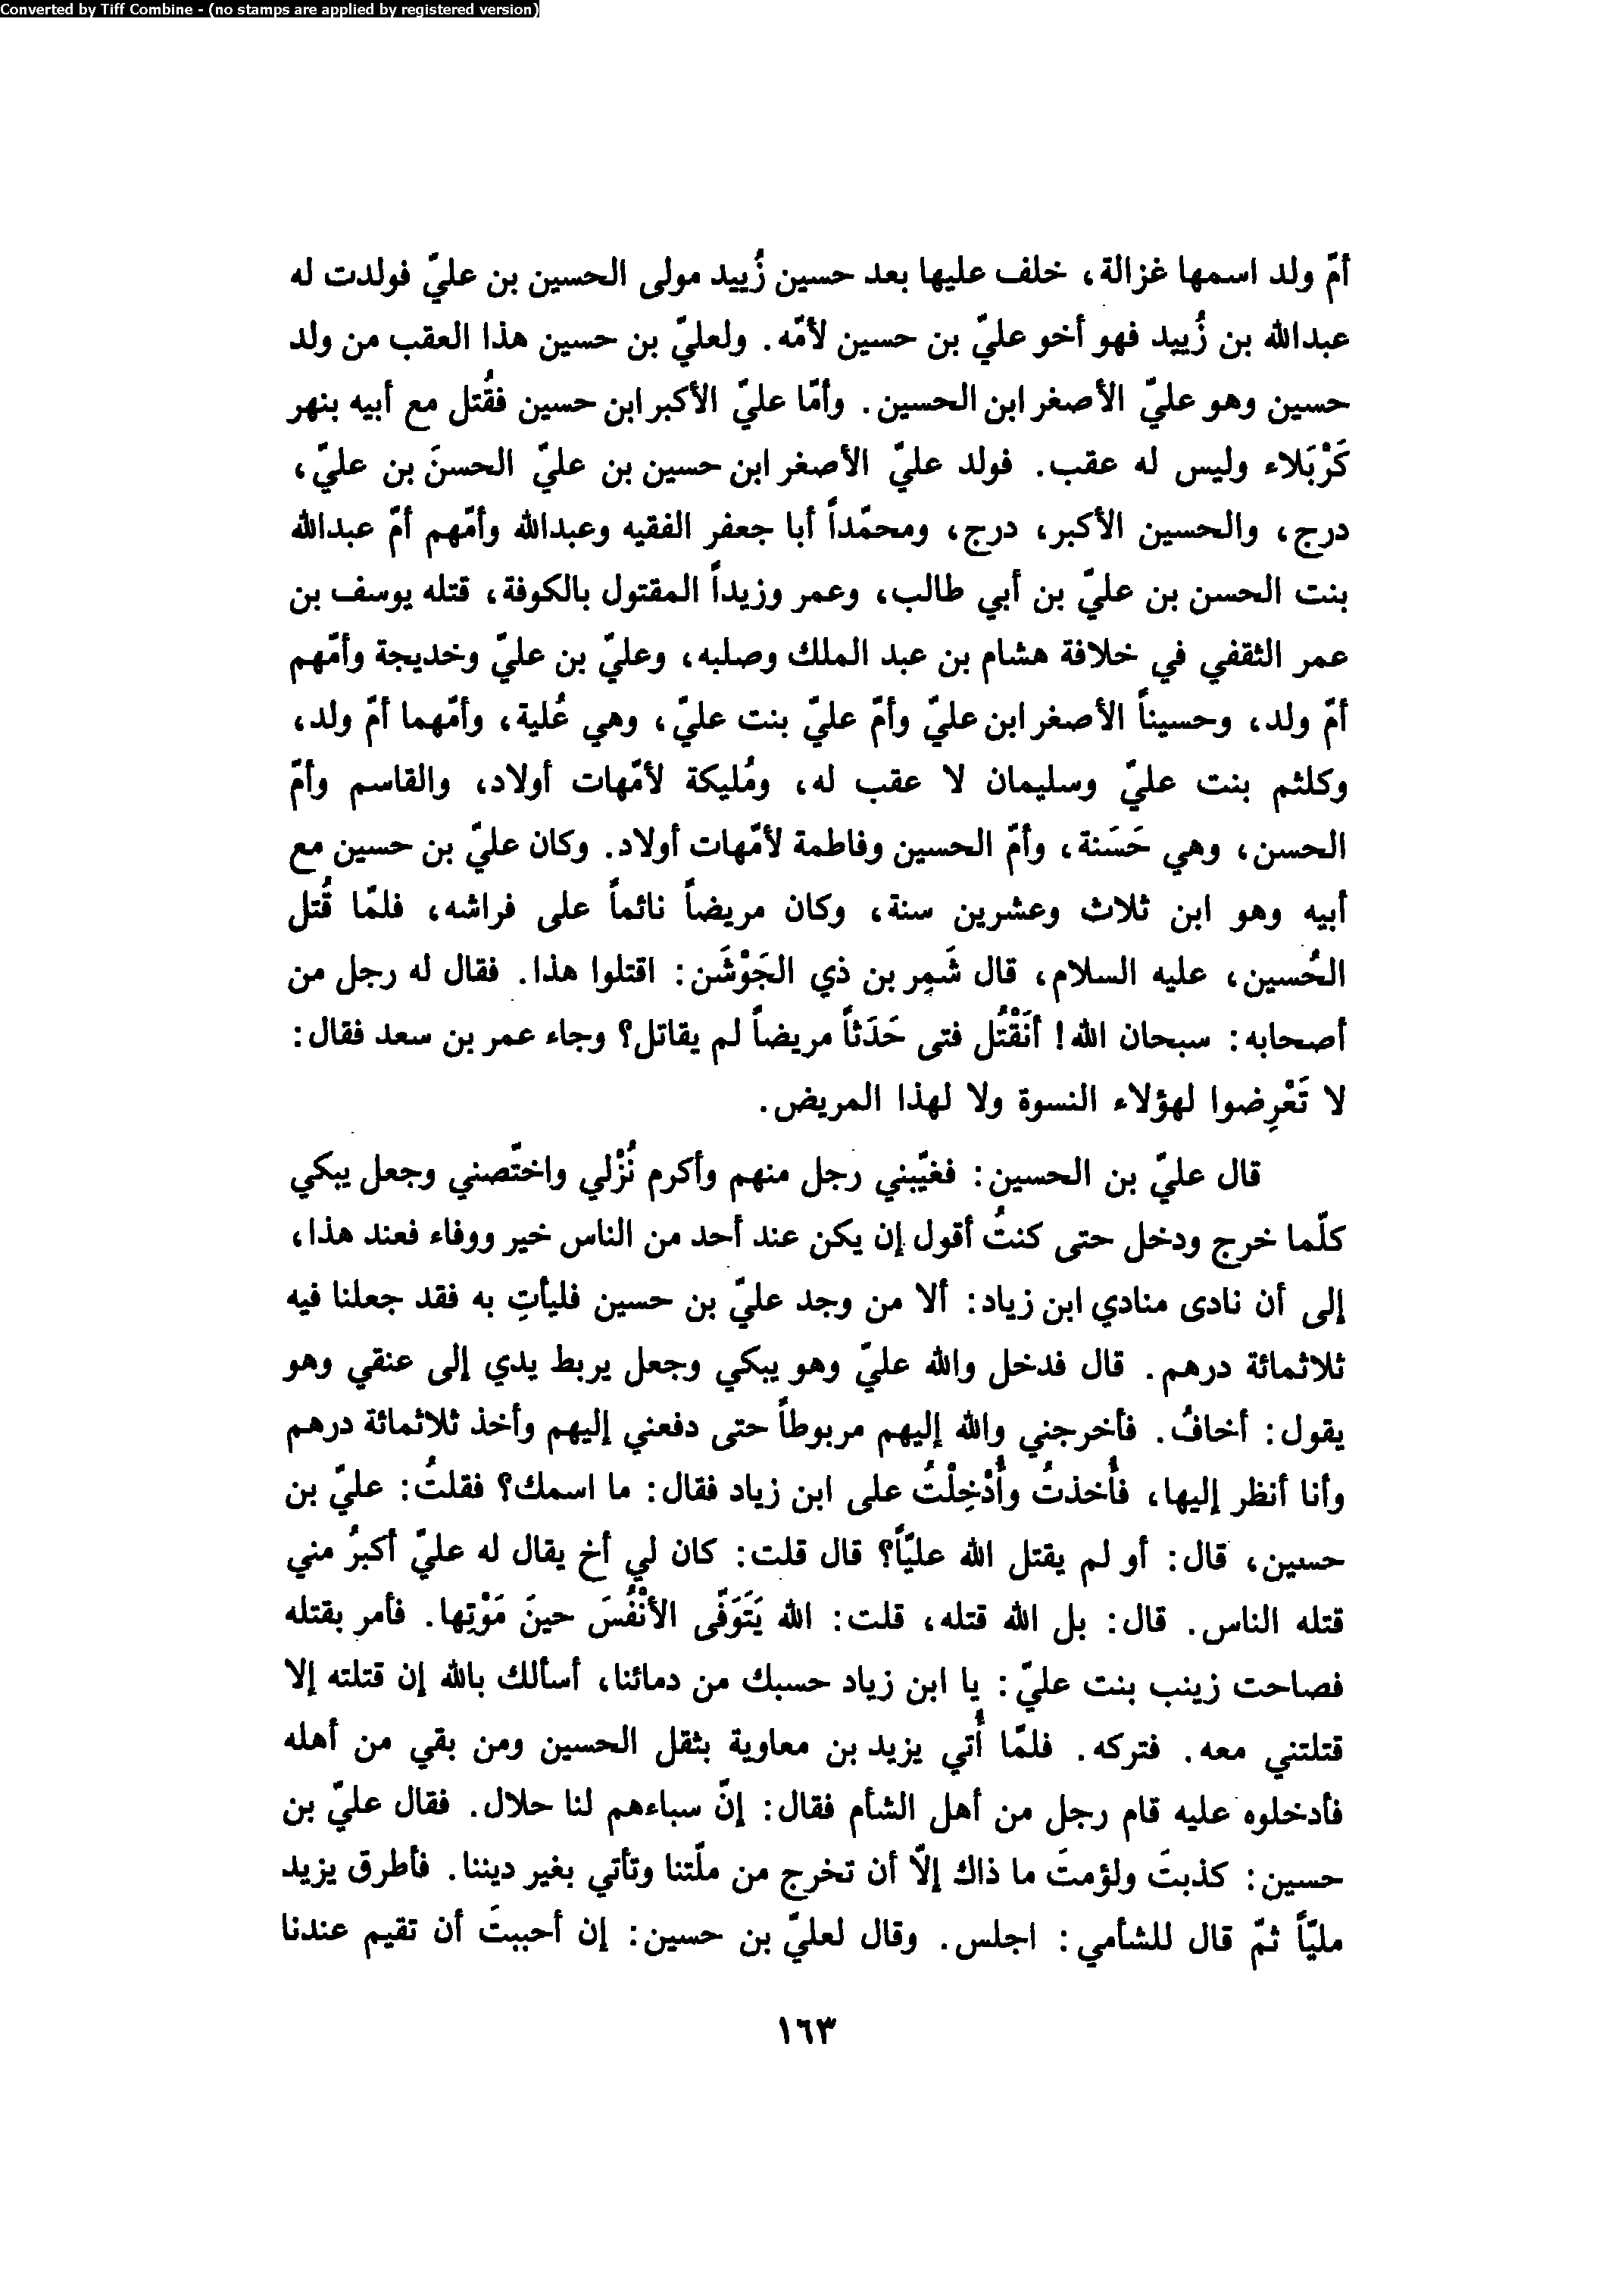 Converted by Tiff Combine - (no stamps are applied by registered version)
أمّ ولد اسمها غزالة، خلف عليها بعد حسين زُييد مولى الحسين بن عليّ فولدت له
عبدالله بن زُييد فهو أخو عليّ بن حسين لأمّه. ولعليّ بن حسين هذا العقب من ولد
حسين وهو عليّ الأصغر ابن الحسين. وأمّا عليّ الأكبر ابن حسين فقُتل مع أبيه بنهر
كَرْبَلاء وليس له عقب. فولد عليّ الأصغر ابن حسين بن عليّ الحسنَ بن عليّ،
درج، والحسين الأكبر، درج، ومحمّداً أبا جعفر الفقيه وعبدالله وأمّهم أمّ عبدالله
بنت الحسن بن عليّ بن أبي طالب، وعمر وزيداً المقتول بالكوفة، قتله يوسف بن
عمر الثقفي في خلافة هشام بن عبد الملك وصلبه، وعليّ بن عليّ وخديجة وأمّهم
أمّ ولد، وحسيناً الأصغر ابن عليّ وأمّ عليّ بنت عليّ، وهي عُلية، وأمّهما أمّ ولد،
وكلثم بنت عليّ وسليمان لا عقب له، ومُليكة لأمّهات أولاد، والقاسم وأمّ
الحسن، وهي حَسَنة، وأمّ الحسين وفاطمة لأمّهات أولاد. وكان عليّ بن حسين مع
أبيه وهو ابن ثلاث وعشرين سنة، وكان مريضاً نائماً على فراشه، فلمّا قُتل
الحُسين، عليه السلام، قال شَمِر بن ذي الجَوْشَن: اقتلوا هذا. فقال له رجل من
أصحابه: سبحان الله! أنَقْتُل فتى حَدَثاً مريضاً لم يقاتل؟ وجاء عمر بن سعد فقال:
لا تَعْرِضوا لهؤلاء النسوة ولا لهذا المريض.
قال عليّ بن الحسين: فغيّبني رجل منهم وأكرم نُزْلي واختّصني وجعل يبكي
كلّما خرج ودخل حتى كنتُ أقول إن يكن عند أحد من الناس خير ووفاء فعند هذا،
إلى أن نادى منادي ابن زياد: ألا من وجد عليّ بن حسين فليأتِ به فقد جعلنا فيه
ثلاثمائة درهم. قال فدخل والله عليّ وهو يبكي وجعل يربط يدي إلى عنقي وهو
يقول: أخافُ. فأخرجني والله إليهم مربوطاً حتى دفعني إليهم وأخذ ثلاثمائة درهم
وأنا أنظر إليها، فأُخذتُ وأُدْخِلْتُ على ابن زياد فقال: ما اسمك؟ فقلتُ: عليّ بن
حسين، قال: أو لم يقتل الله عليّاً؟ قال قلت: كان لي أخ يقال له عليّ أكبرُ مني
قتله الناس. قال: بل الله قتله، قلت: الله يَتَوَفّى الأنْفُسَ حينَ مَوْتِها. فأمر بقتله
فصاحت زينب بنت عليّ: يا ابن زياد حسبك من دمائنا، أسألك بالله إن قتلته إلا
قتلتني معه. فتركه. فلمّا أُتي يزيد بن معاوية بثقل الحسين ومن بقي من أهله
فأدخلوه عليه قام رجل من أهل الشأم فقال: إنّ سباءهم لنا حلال. فقال عليّ بن
حسين: كذبتَ ولؤمتَ ما ذاك إلّا أن تخرج من ملّتنا وتأتي بغير ديننا. فأطرق يزيد
مليّاً ثمّ قال للشأمي: اجلس. وقال لعليّ بن حسين: إن أحببتَ أن تقيم عندنا
١٦٣